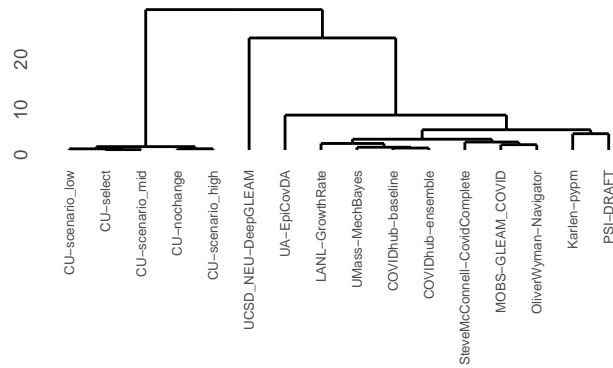 20
10
0
CU−scenario_low
CU−select
CU−scenario_mid
CU−nochange
CU−scenario_high
UCSD_NEU−DeepGLEAM
UA−EpiCovDA
LANL−GrowthRate
UMass−MechBayes
COVIDhub−baseline
COVIDhub−ensemble
SteveMcConnell−CovidComplete
MOBS−GLEAM_COVID
OliverWyman−Navigator
Karlen−pypm
PSI−DRAFT